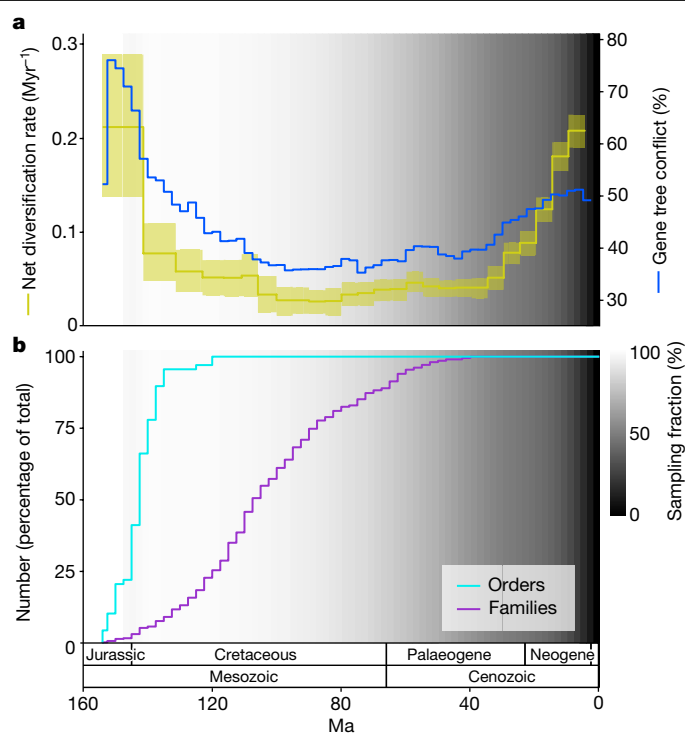 a
Net diversification rate (Myr⁻¹)
0.3
0.2
0.1
0
80
70
60
50
40
30
Gene tree conflict (%)
b
Number (percentage of total)
100
75
50
25
0
Orders
Families
100
50
0
Sampling fraction (%)
Jurassic Cretaceous Palaeogene Neogene
Mesozoic Cenozoic
160 120 80 40 0
Ma